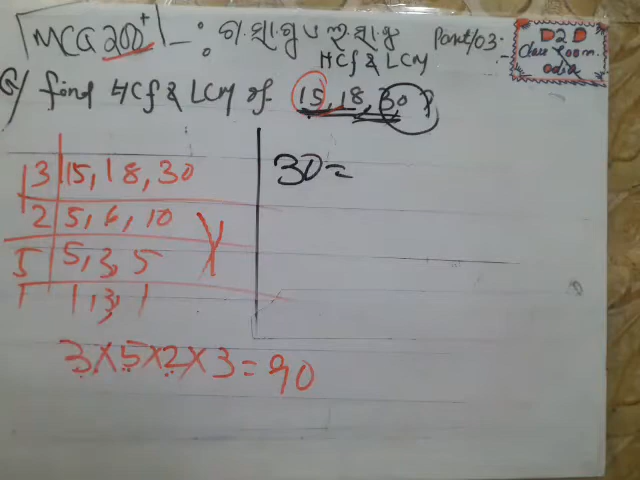 MCQ 200+ -: ଗ.ସା.ଗୁ ଓ ଲ.ସା.ଗୁ Part/03
HCf & LCM
D2D
Class Room
Odia
Q/ find HCf & LCM of 15, 18, 30 ?
3 | 15, 18, 30
2 | 5, 6, 10
5 | 5, 3, 5
1, 3, 1
3 × 5 × 2 × 3 = 90
30 =